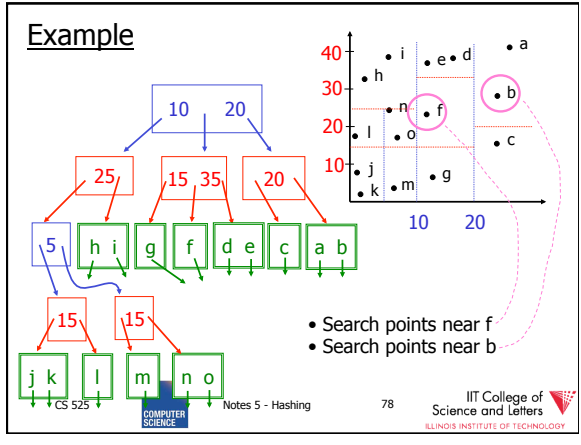 Example
40
30
20
10
10 20
a
b
c
d
e
f
g
h
i
j
k
l
m
n
o
10 20
25
15 35
20
5
h i
g
f
d e
c
a b
15
15
j k
l
m
n o
• Search points near f
• Search points near b
CS 525
COMPUTER
SCIENCE
Notes 5 - Hashing
78
IIT College of
Science and Letters
ILLINOIS INSTITUTE OF TECHNOLOGY